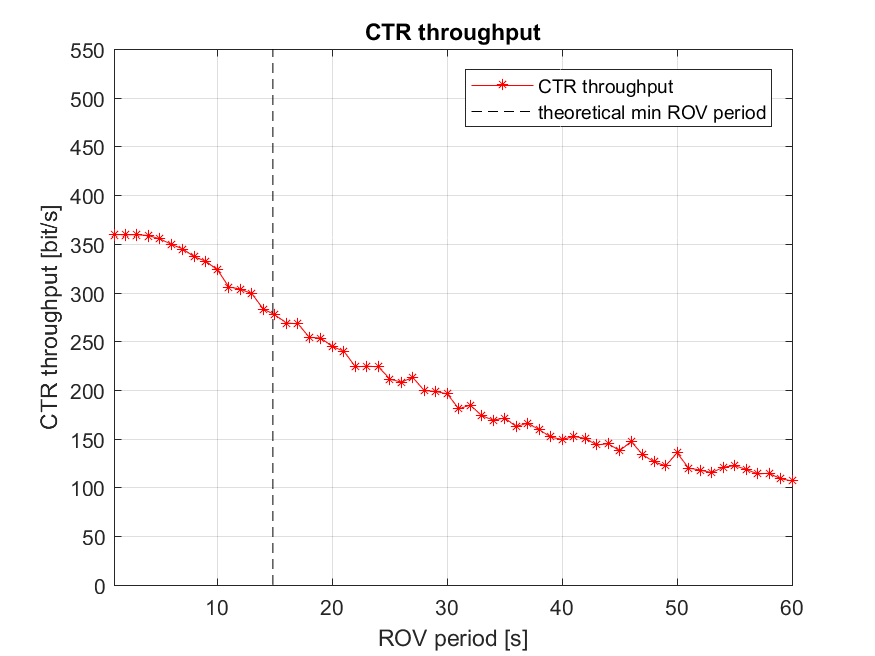 CTR throughput
550
500
450
400
350
300
250
200
150
100
50
0
CTR throughput [bit/s]
CTR throughput
theoretical min ROV period
10 20 30 40 50 60
ROV period [s]